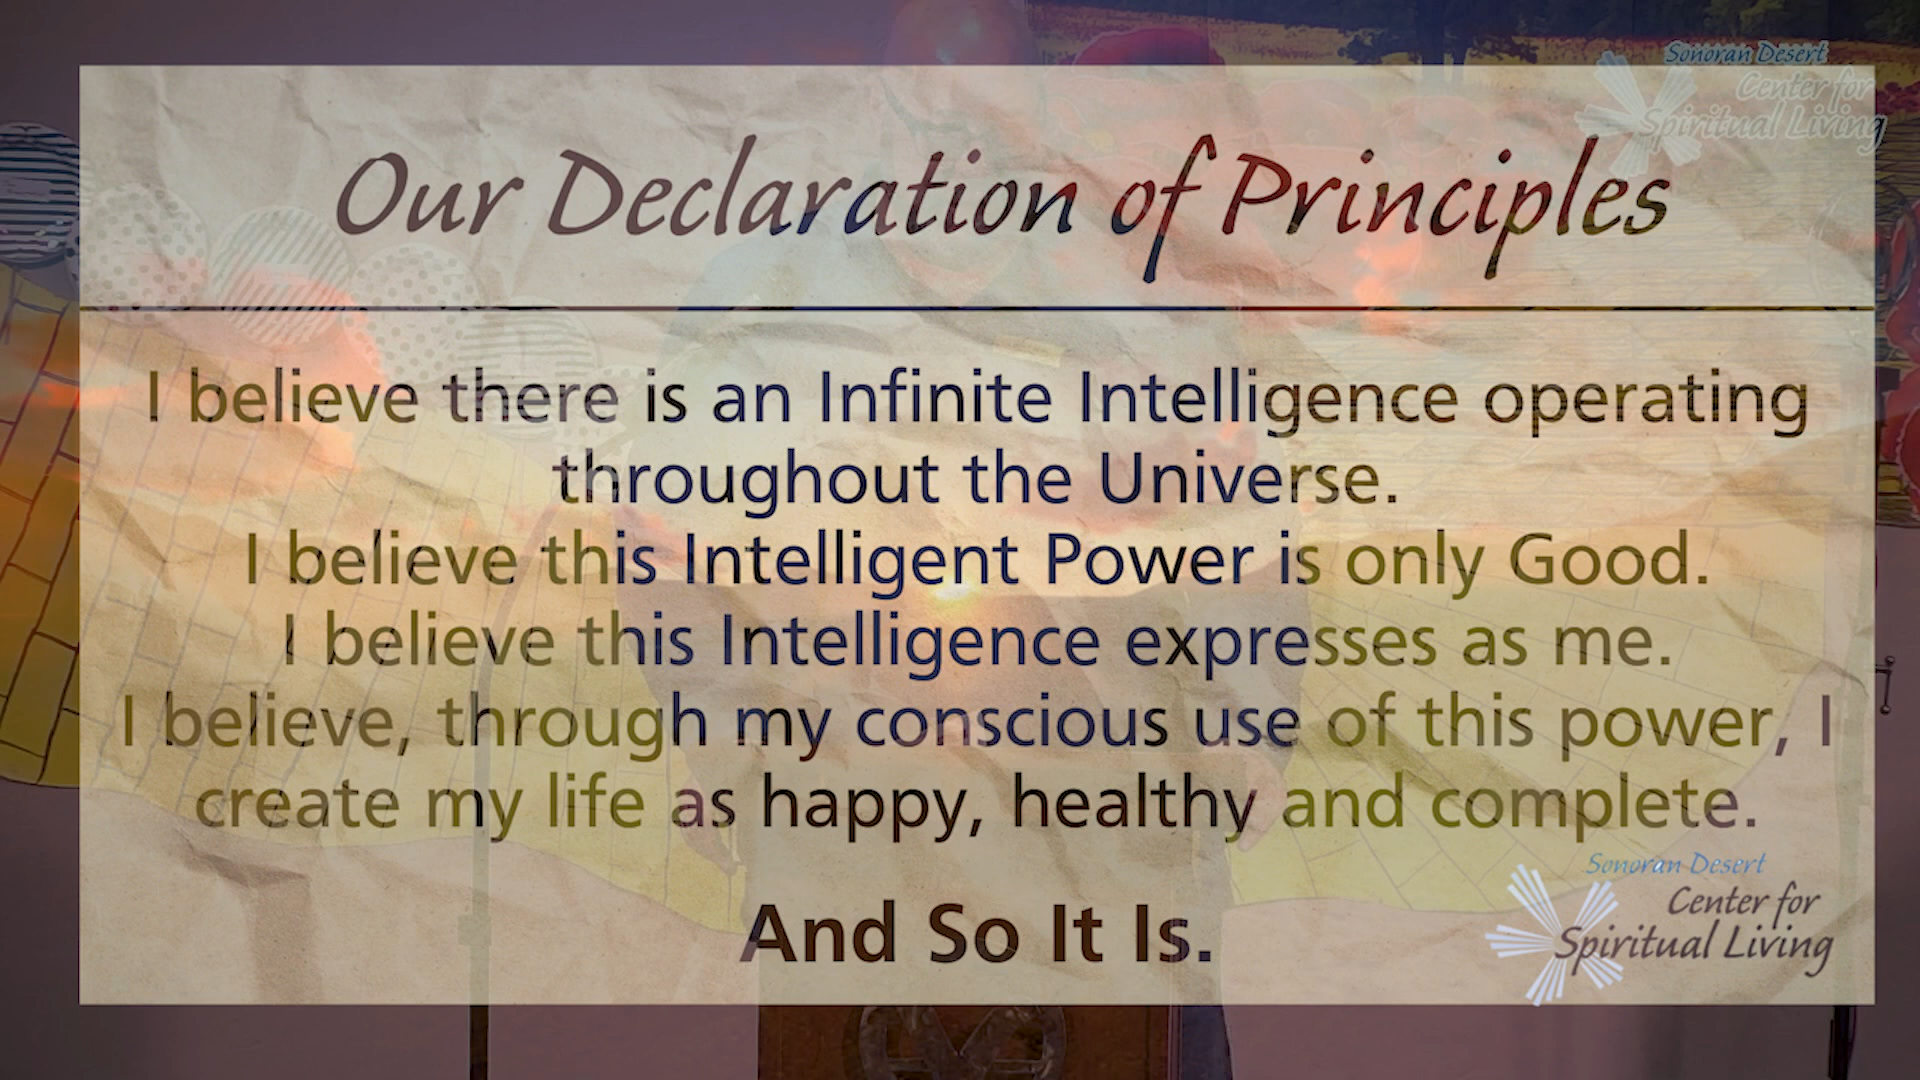 Sonoran Desert
Center for
Spiritual Living
Our Declaration of Principles
I believe there is an Infinite Intelligence operating
throughout the Universe.
I believe this Intelligent Power is only Good.
I believe this Intelligence expresses as me.
I believe, through my conscious use of this power, I
create my life as happy, healthy and complete.
And So It Is.
Sonoran Desert
Center for
Spiritual Living